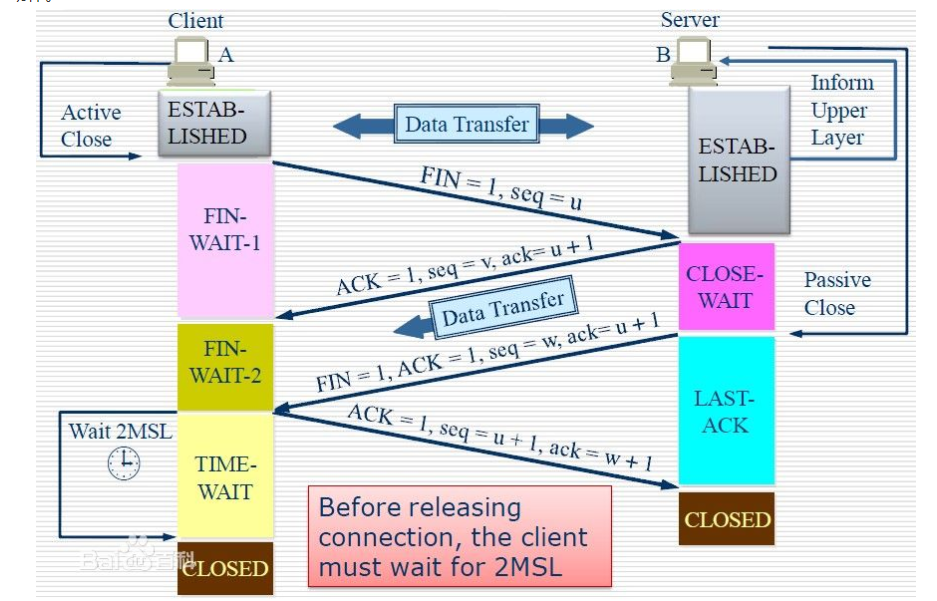 Client
Server
A
B
Active
Close
ESTAB-
LISHED
Data Transfer
ESTAB-
LISHED
Inform
Upper
Layer
FIN = 1, seq = u
FIN-
WAIT-1
ACK = 1, seq = v, ack= u + 1
CLOSE-
WAIT
Passive
Close
Data Transfer
FIN-
WAIT-2
FIN = 1, ACK = 1, seq = w, ack= u + 1
LAST-
ACK
ACK = 1, seq = u + 1, ack = w + 1
Wait 2MSL
TIME-
WAIT
Before releasing
connection, the client
must wait for 2MSL
CLOSED
Bai百科
CLOSED